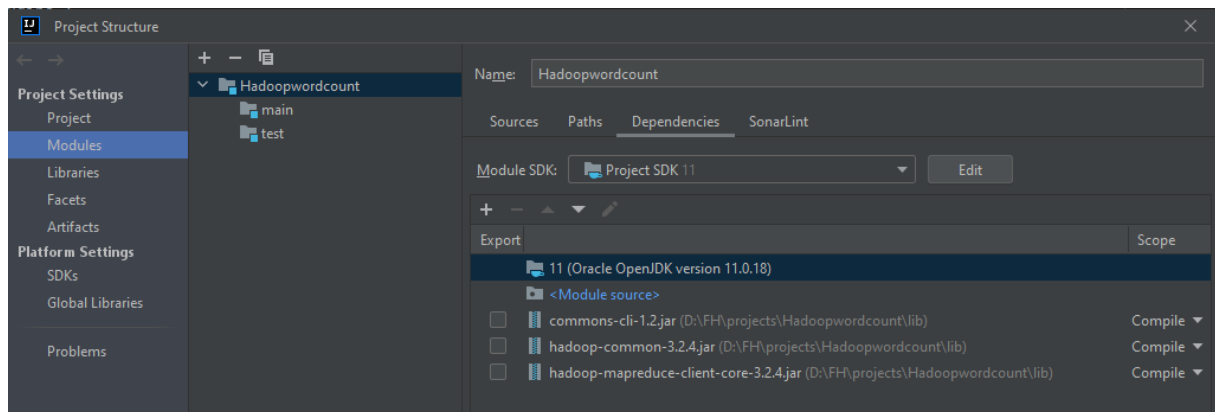 Project Structure
Project Settings
Project
Modules
Libraries
Facets
Artifacts
Platform Settings
SDKs
Global Libraries
Problems
Hadoopwordcount
main
test
Name: Hadoopwordcount
Sources Paths Dependencies SonarLint
Module SDK: Project SDK 11 Edit
Export Scope
11 (Oracle OpenJDK version 11.0.18)
<Module source>
commons-cli-1.2.jar (D:\FH\projects\Hadoopwordcount\lib) Compile
hadoop-common-3.2.4.jar (D:\FH\projects\Hadoopwordcount\lib) Compile
hadoop-mapreduce-client-core-3.2.4.jar (D:\FH\projects\Hadoopwordcount\lib) Compile